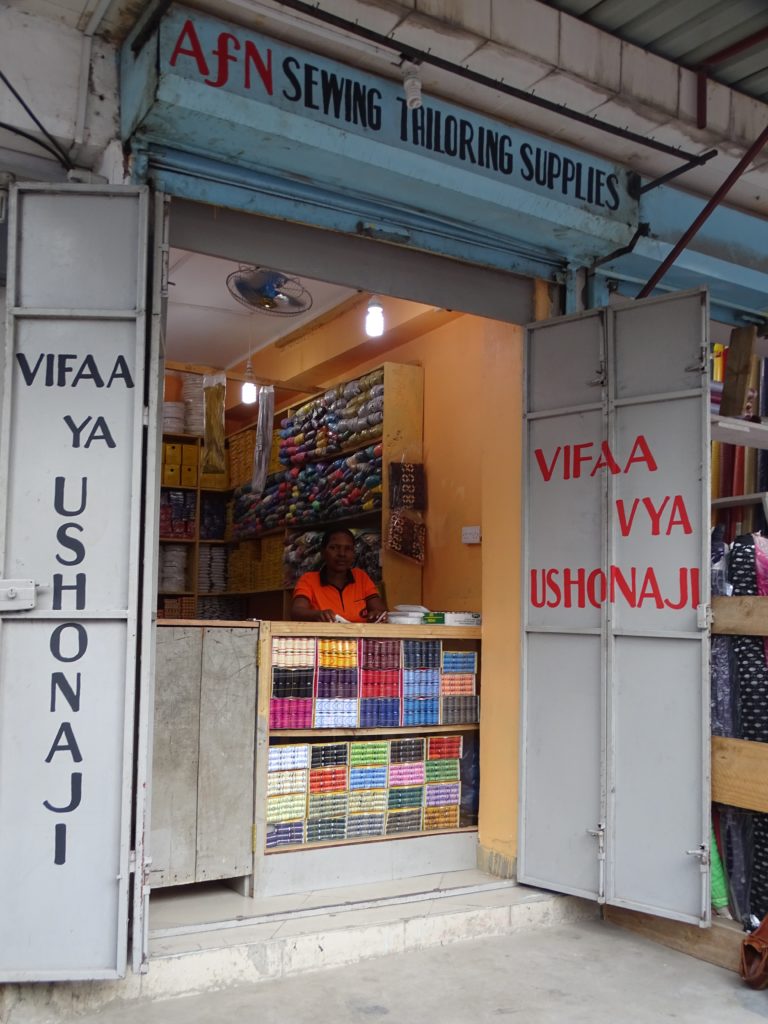 AfN SEWING TAILORING SUPPLIES
VIFAA
YA
USHONAJI
VIFAA
VYA
USHONAJI